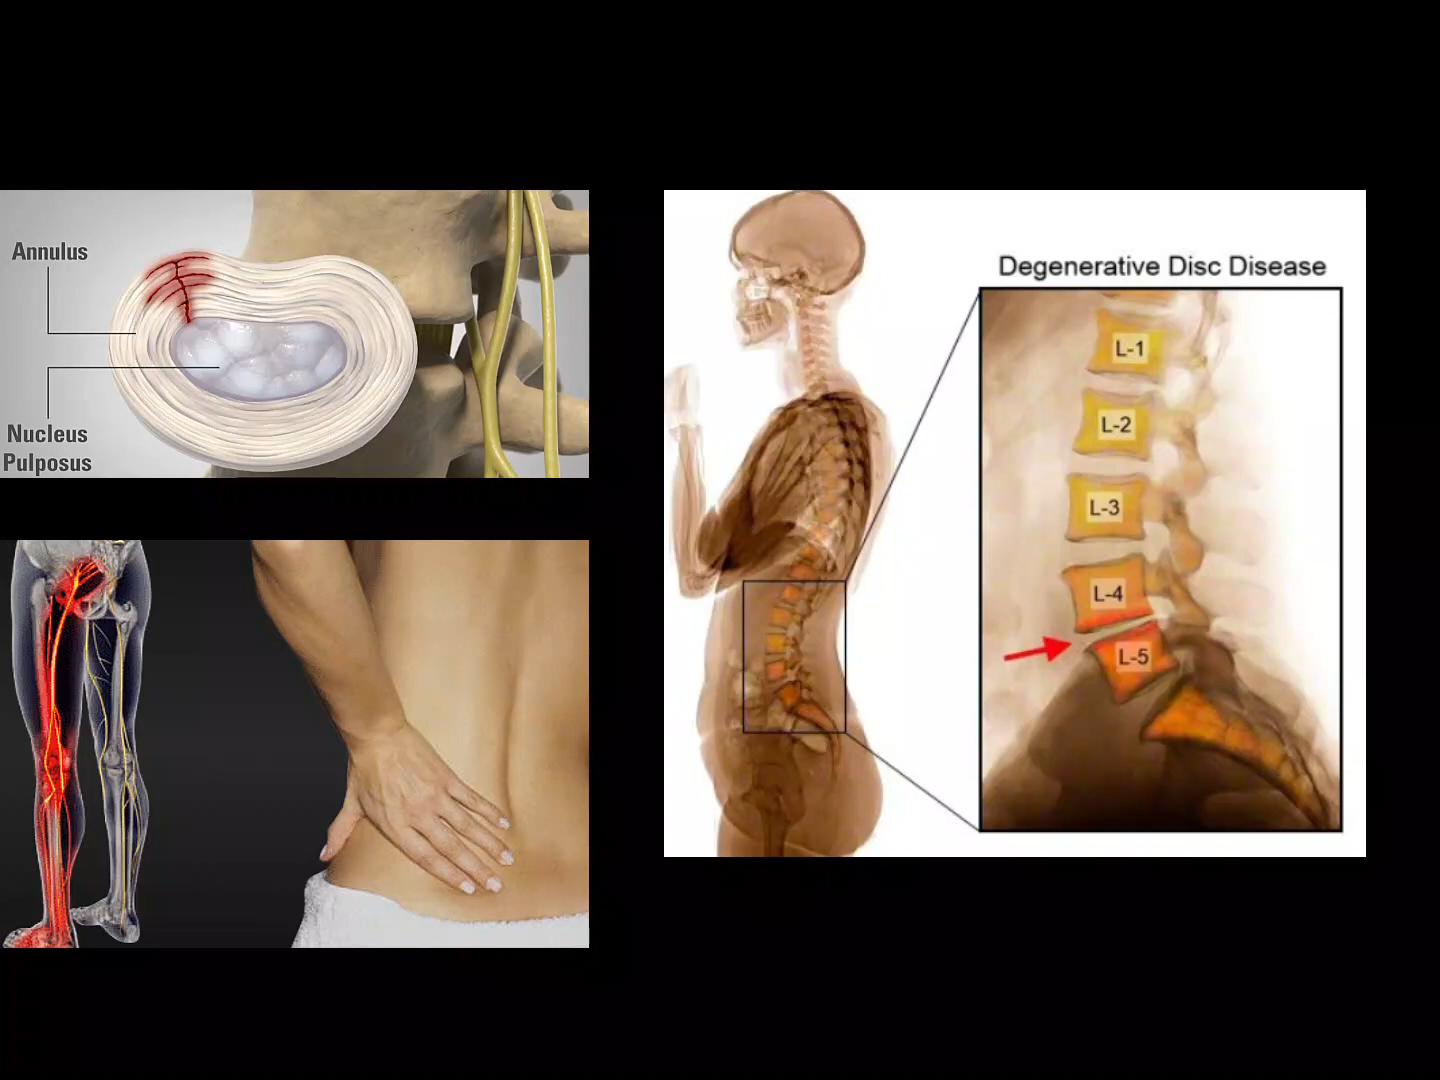 Annulus
Nucleus
Pulposus
Degenerative Disc Disease
L-1
L-2
L-3
L-4
L-5